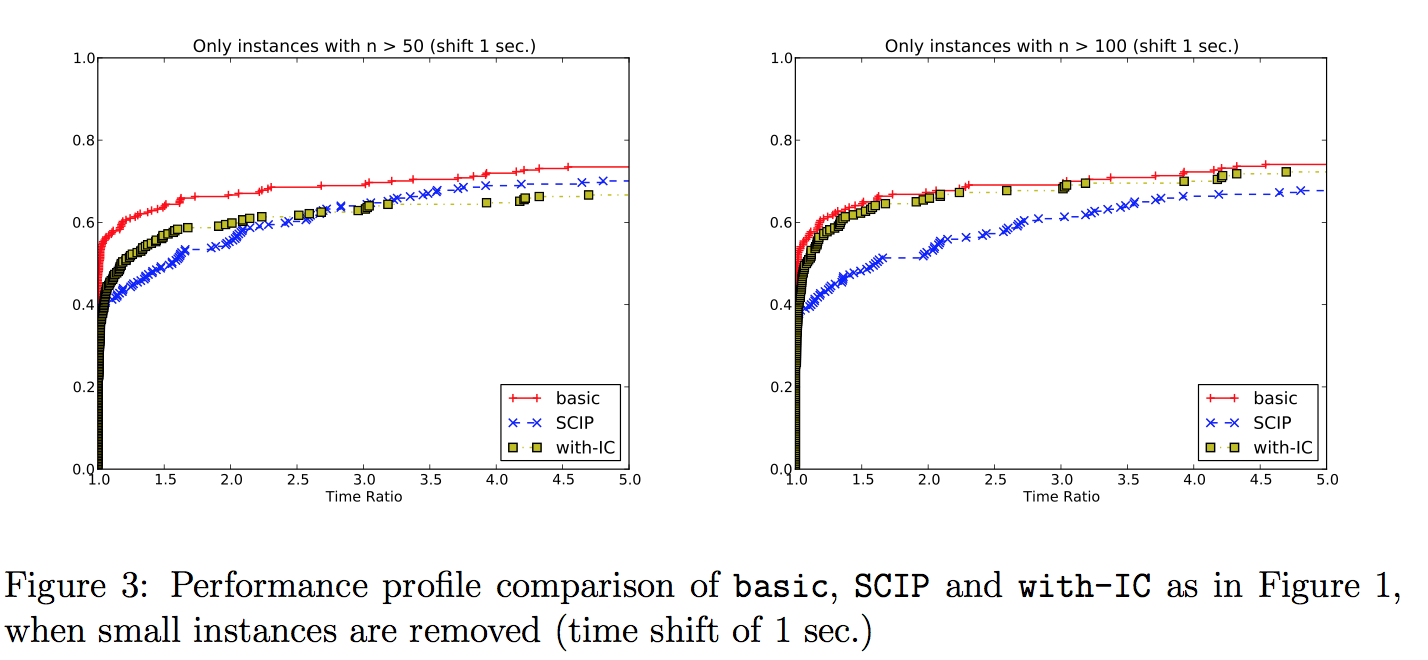 Only instances with n > 50 (shift 1 sec.)
1.0
0.8
0.6
0.4
0.2
0.0
1.0 1.5 2.0 2.5 3.0 3.5 4.0 4.5 5.0
Time Ratio
basic
SCIP
with-IC
Only instances with n > 100 (shift 1 sec.)
1.0
0.8
0.6
0.4
0.2
0.0
1.0 1.5 2.0 2.5 3.0 3.5 4.0 4.5 5.0
Time Ratio
basic
SCIP
with-IC
Figure 3: Performance profile comparison of basic, SCIP and with-IC as in Figure 1,
when small instances are removed (time shift of 1 sec.)